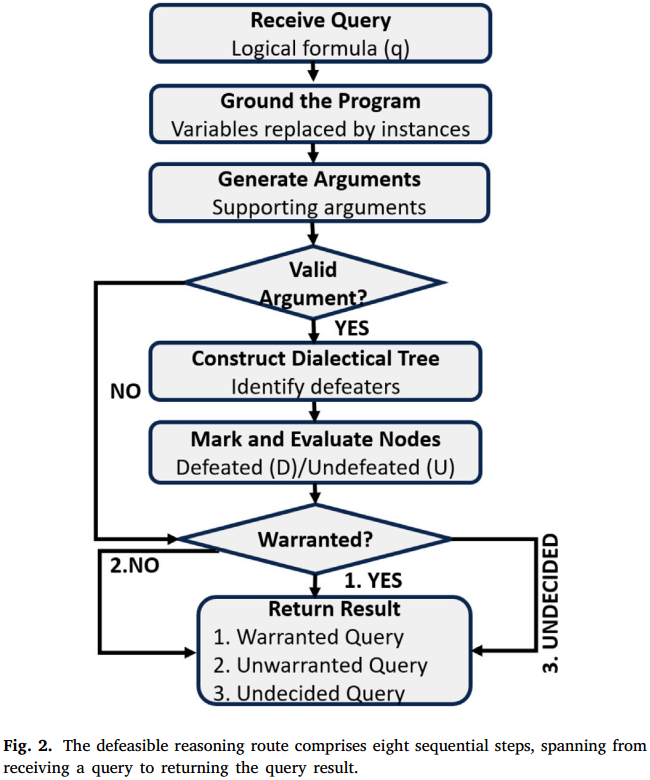 Receive Query
Logical formula (q)
Ground the Program
Variables replaced by instances
Generate Arguments
Supporting arguments
Valid
Argument?
YES
NO
Construct Dialectical Tree
Identify defeaters
Mark and Evaluate Nodes
Defeated (D)/Undefeated (U)
Warranted?
2.NO
1. YES
3. UNDECIDED
Return Result
1. Warranted Query
2. Unwarranted Query
3. Undecided Query
Fig. 2. The defeasible reasoning route comprises eight sequential steps, spanning from
receiving a query to returning the query result.